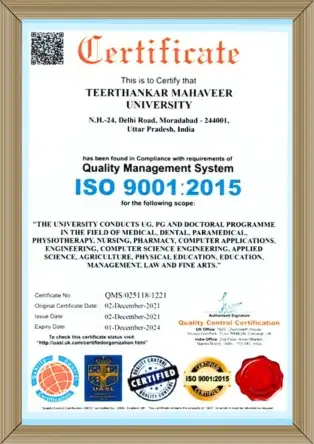 Certificate
This is to Certify that
TEERTHANKAR MAHAVEER
UNIVERSITY
N.H.-24, Delhi Road, Moradabad - 244001.
Uttar Pradesh, India
has been found in Compliance with requirements of
Quality Management System
ISO 9001:2015
for the following scope:
"THE UNIVERSITY CONDUCTS UG, PG AND DOCTORAL PROGRAMME
IN THE FIELD OF MEDICAL, DENTAL, PARAMEDICAL,
PHYSIOTHERAPY, NURSING, PHARMACY, COMPUTER APPLICATIONS,
ENGINEERING, COMPUTER SCIENCE ENGINEERING, APPLIED
SCIENCE, AGRICULTURE, PHYSICAL EDUCATION, EDUCATION,
MANAGEMENT, LAW AND FINE ARTS."
Certificate No. QMS/025118/1221
Original Certificate Date: 02-December-2021
Issue Date 02-December-2021
Expiry Date 01-December-2024
To check this certificate status visit:
"http://uasl.uk.com/certifiedorganization.html"
Authorised Signature
Quality Control Certification
UK Office:
India Office:
UASL
QUALITY CONTROL
CERTIFIED
QUALITY CONTROL
CERTIFIED
ISO 9001:2015